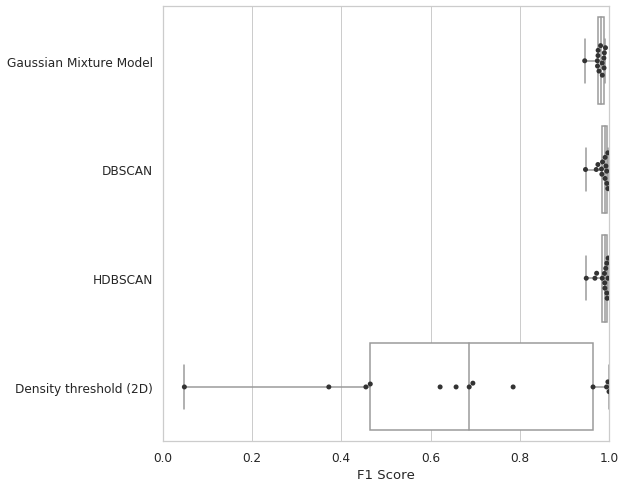 Gaussian Mixture Model
DBSCAN
HDBSCAN
Density threshold (2D)
0.0 0.2 0.4 0.6 0.8 1.0
F1 Score